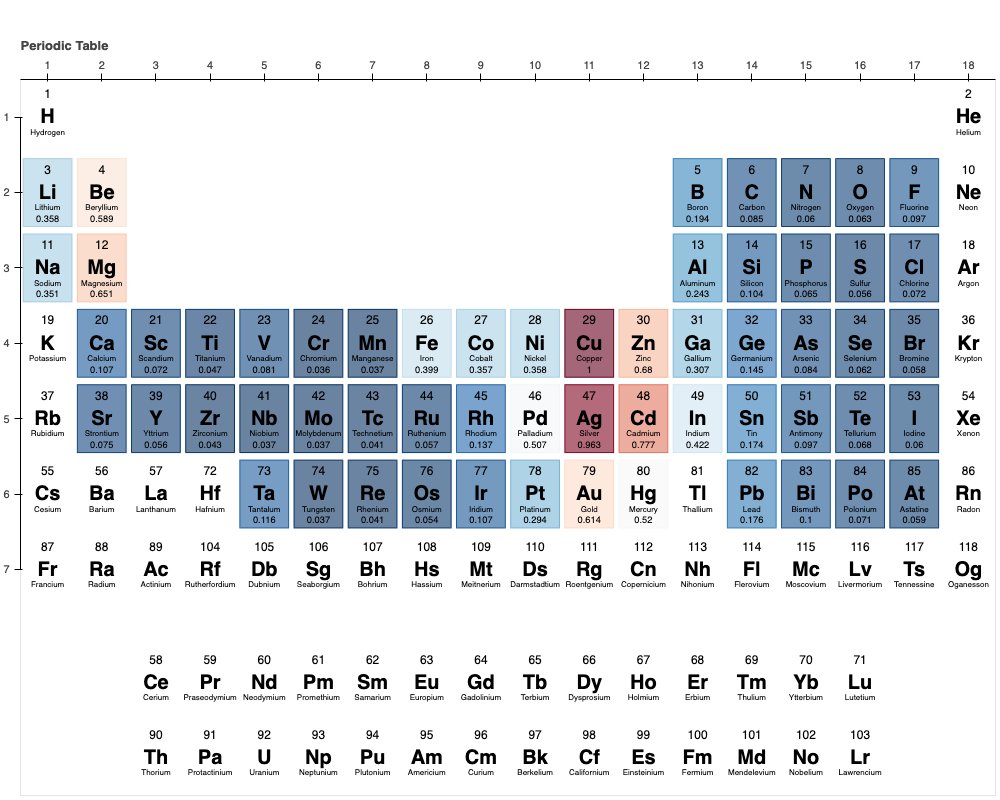 Periodic Table
1 2 3 4 5 6 7 8 9 10 11 12 13 14 15 16 17 18
1 2
1 H He
Hydrogen Helium
3 4 5 6 7 8 9 10
2 Li Be B C N O F Ne
Lithium Beryllium Boron Carbon Nitrogen Oxygen Fluorine Neon
0.358 0.589 0.194 0.085 0.06 0.063 0.097
11 12 13 14 15 16 17 18
3 Na Mg Al Si P S Cl Ar
Sodium Magnesium Aluminum Silicon Phosphorus Sulfur Chlorine Argon
0.351 0.651 0.243 0.104 0.065 0.056 0.072
19 20 21 22 23 24 25 26 27 28 29 30 31 32 33 34 35 36
4 K Ca Sc Ti V Cr Mn Fe Co Ni Cu Zn Ga Ge As Se Br Kr
Potassium Calcium Scandium Titanium Vanadium Chromium Manganese Iron Cobalt Nickel Copper Zinc Gallium Germanium Arsenic Selenium Bromine Krypton
0.107 0.072 0.047 0.081 0.036 0.037 0.399 0.357 0.358 1 0.68 0.307 0.145 0.084 0.062 0.058
37 38 39 40 41 42 43 44 45 46 47 48 49 50 51 52 53 54
5 Rb Sr Y Zr Nb Mo Tc Ru Rh Pd Ag Cd In Sn Sb Te I Xe
Rubidium Strontium Yttrium Zirconium Niobium Molybdenum Technetium Ruthenium Rhodium Palladium Silver Cadmium Indium Tin Antimony Tellurium Iodine Xenon
0.075 0.056 0.043 0.037 0.037 0.041 0.057 0.137 0.507 0.963 0.777 0.422 0.174 0.097 0.068 0.06
55 56 57 72 73 74 75 76 77 78 79 80 81 82 83 84 85 86
6 Cs Ba La Hf Ta W Re Os Ir Pt Au Hg Tl Pb Bi Po At Rn
Cesium Barium Lanthanum Hafnium Tantalum Tungsten Rhenium Osmium Iridium Platinum Gold Mercury Thallium Lead Bismuth Polonium Astatine Radon
0.116 0.037 0.041 0.054 0.107 0.294 0.614 0.52 0.176 0.1 0.071 0.059
87 88 89 104 105 106 107 108 109 110 111 112 113 114 115 116 117 118
7 Fr Ra Ac Rf Db Sg Bh Hs Mt Ds Rg Cn Nh Fl Mc Lv Ts Og
Francium Radium Actinium Rutherfordium Dubnium Seaborgium Bohrium Hassium Meitnerium Darmstadtium Roentgenium Copernicium Nihonium Flerovium Moscovium Livermorium Tennessine Oganesson
58 59 60 61 62 63 64 65 66 67 68 69 70 71
Ce Pr Nd Pm Sm Eu Gd Tb Dy Ho Er Tm Yb Lu
Cerium Praseodymium Neodymium Promethium Samarium Europium Gadolinium Terbium Dysprosium Holmium Erbium Thulium Ytterbium Lutetium
90 91 92 93 94 95 96 97 98 99 100 101 102 103
Th Pa U Np Pu Am Cm Bk Cf Es Fm Md No Lr
Thorium Protactinium Uranium Neptunium Plutonium Americium Curium Berkelium Californium Einsteinium Fermium Mendelevium Nobelium Lawrencium